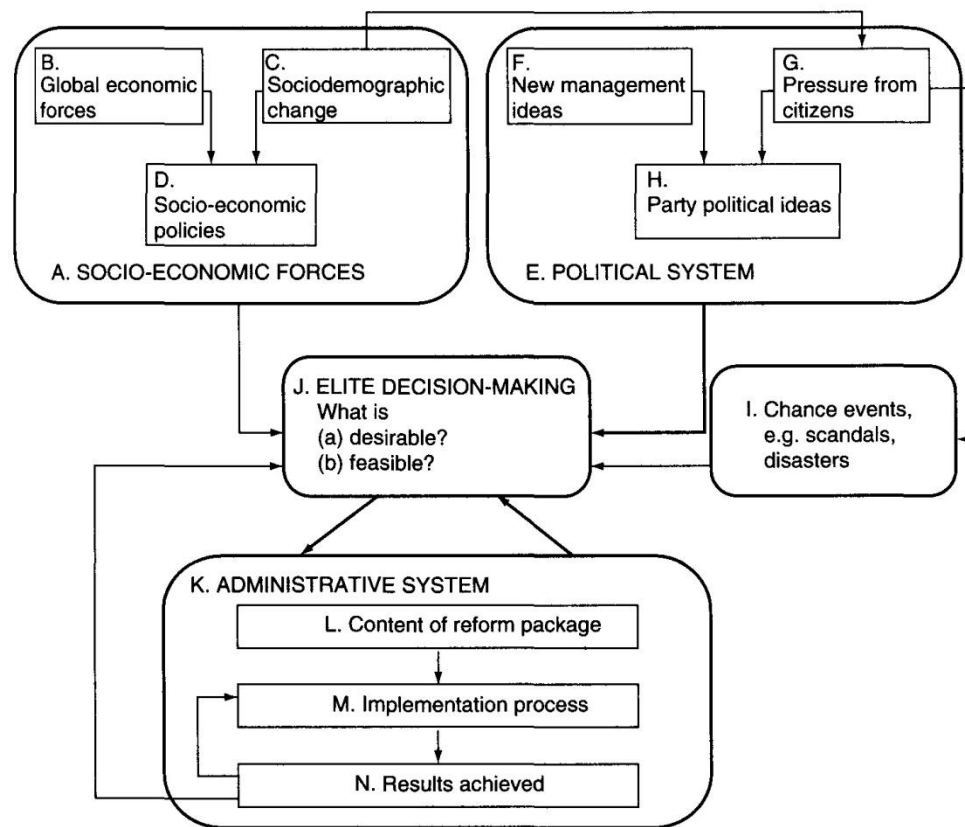 B.
Global economic
forces
C.
Sociodemographic
change
D.
Socio-economic
policies
A. SOCIO-ECONOMIC FORCES
F.
New management
ideas
G.
Pressure from
citizens
H.
Party political ideas
E. POLITICAL SYSTEM
J. ELITE DECISION-MAKING
What is
(a) desirable?
(b) feasible?
I. Chance events,
e.g. scandals,
disasters
K. ADMINISTRATIVE SYSTEM
L. Content of reform package
M. Implementation process
N. Results achieved